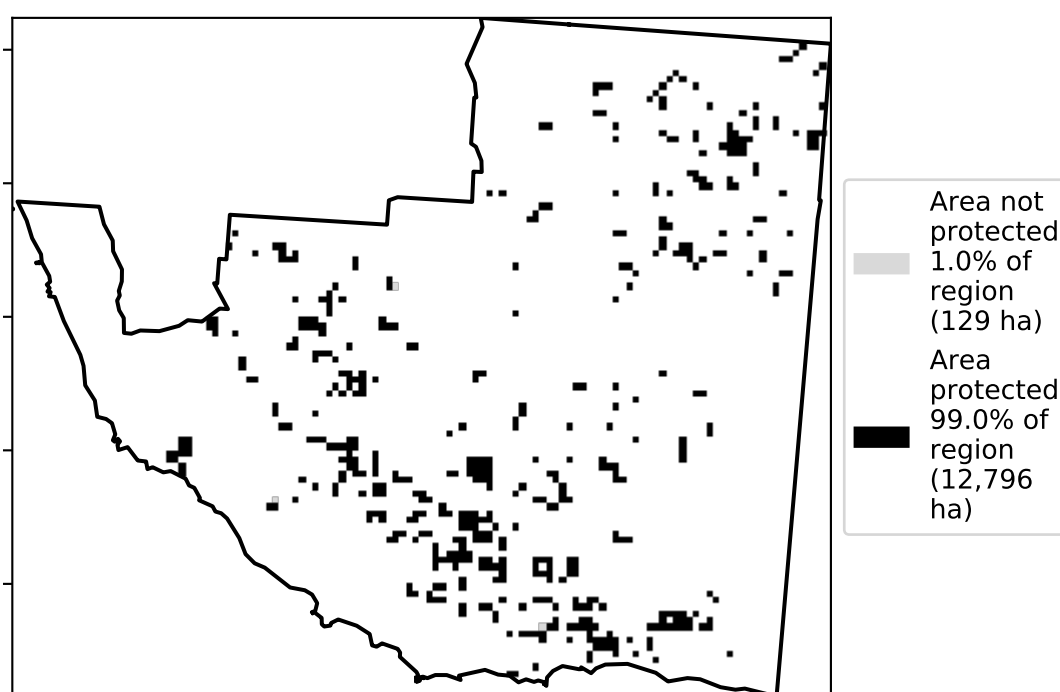 Area not
protected
1.0% of
region
(129 ha)
Area
protected
99.0% of
region
(12,796
ha)